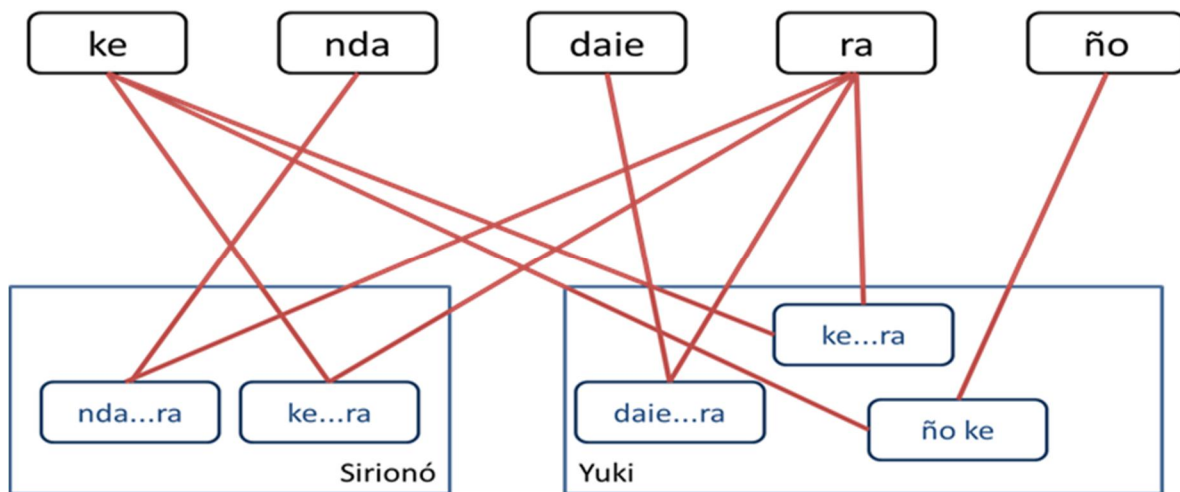 ke
nda
daie
ra
ño
ke...ra
nda...ra
ke...ra
daie...ra
ño ke
Sirionó
Yuki